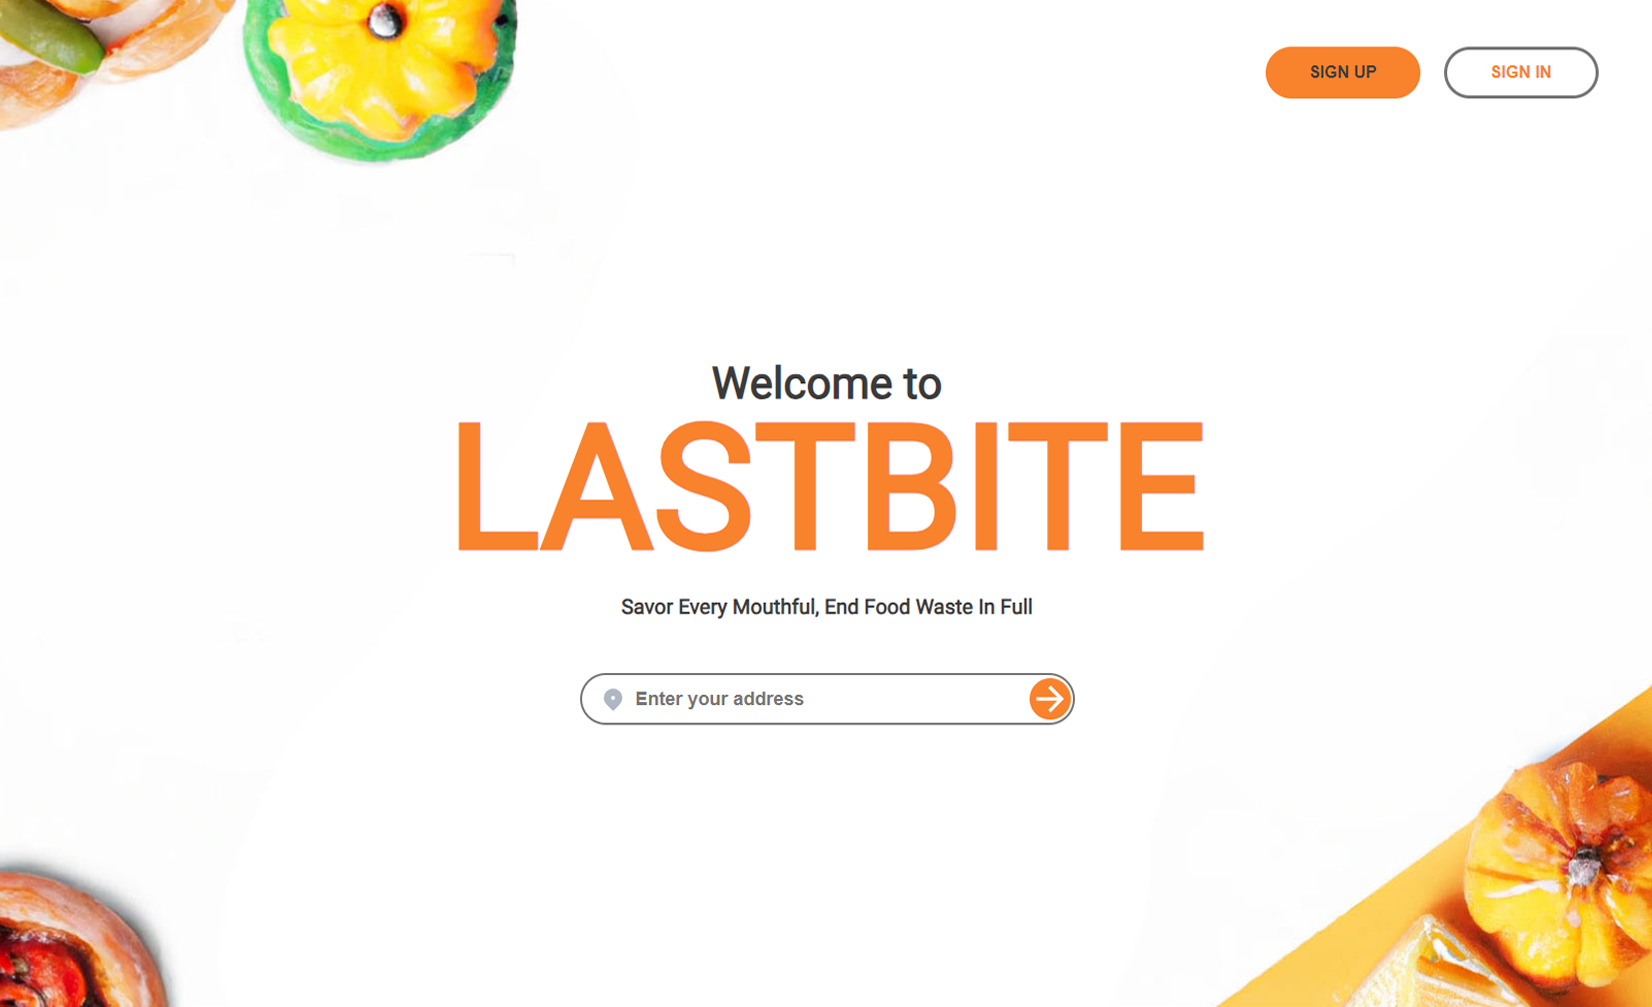 SIGN UP
SIGN IN
Welcome to
LASTBITE
Savor Every Mouthful, End Food Waste In Full
Enter your address